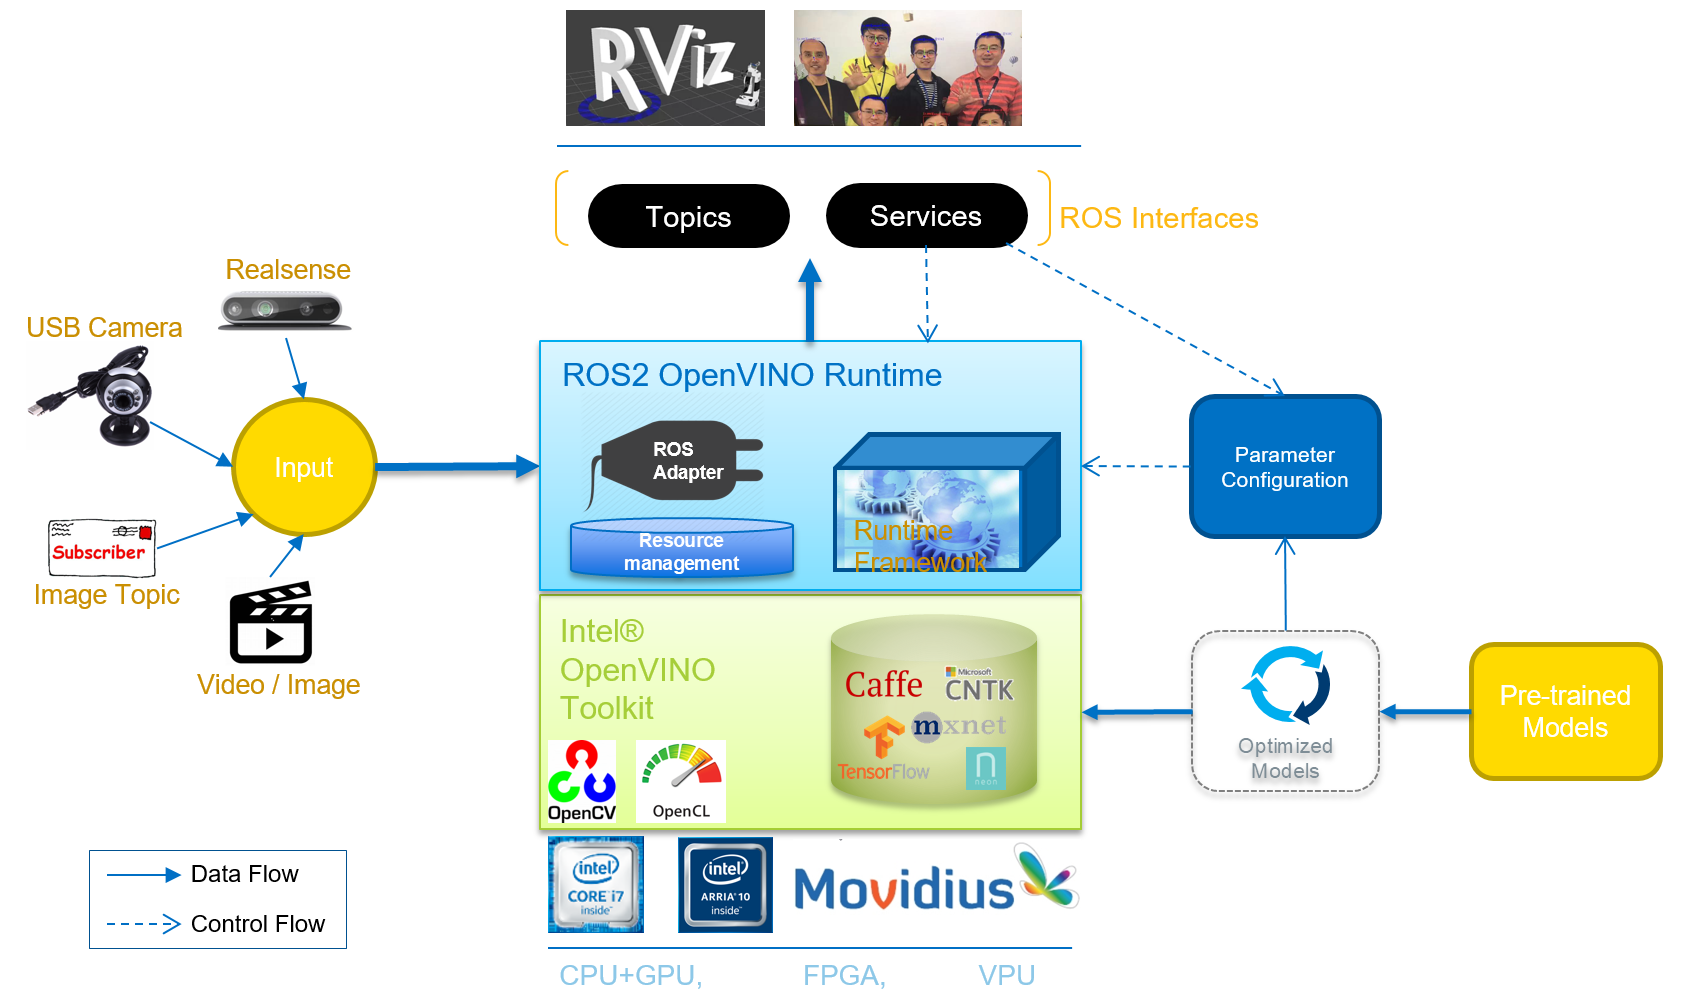 RViz
Topics
Services
ROS Interfaces
Realsense
USB Camera
Input
Subscriber
Image Topic
Video / Image
ROS2 OpenVINO Runtime
ROS
Adapter
Resource
management
Runtime
Framework
Parameter
Configuration
Intel®
OpenVINO
Toolkit
OpenCV
OpenCL
Caffe
Microsoft
CNTK
mxnet
TensorFlow
n
neon
Optimized
Models
Pre-trained
Models
Data Flow
Control Flow
intel
CORE i7
inside™
intel
ARRIA® 10
inside™
Movidius
CPU+GPU,
FPGA,
VPU